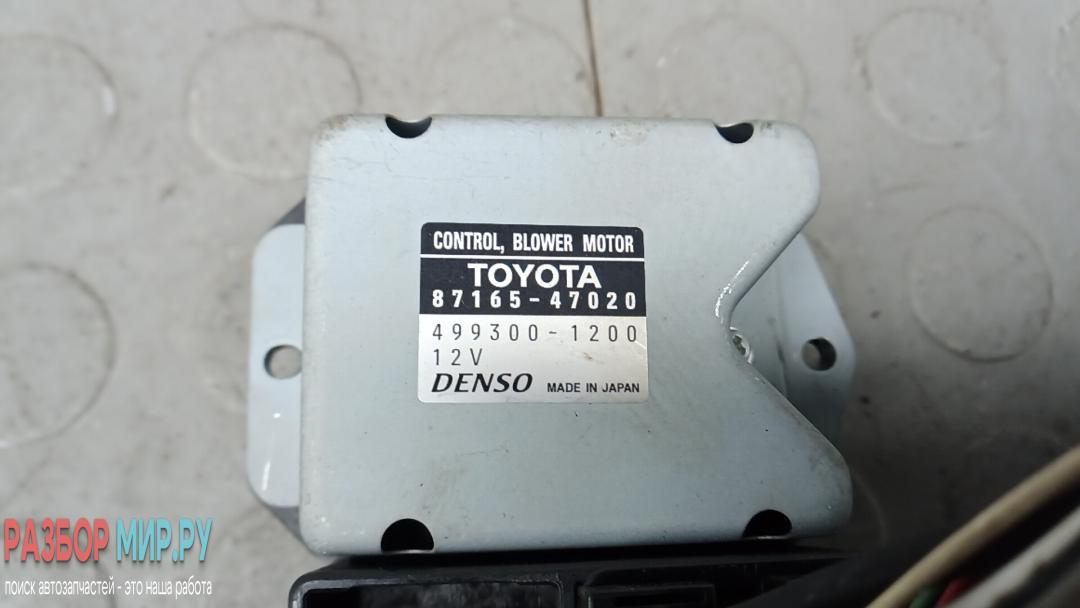 CONTROL, BLOWER MOTOR
TOYOTA
87165-47020
499300-1200
12V
DENSO MADE IN JAPAN
РАЗБОР МИР.РУ
поиск автозапчастей - это наша работа